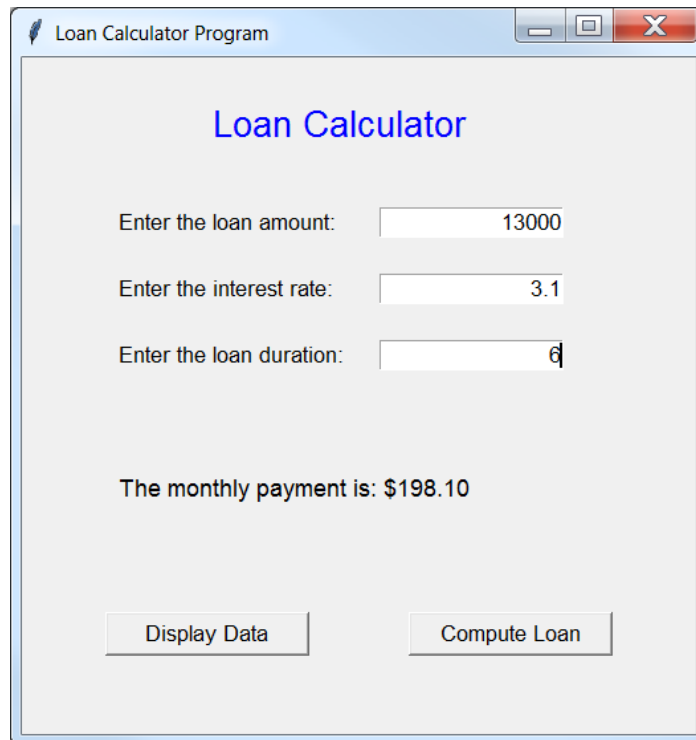 Loan Calculator Program
Loan Calculator
Enter the loan amount: 13000
Enter the interest rate: 3.1
Enter the loan duration: 6
The monthly payment is: $198.10
Display Data Compute Loan